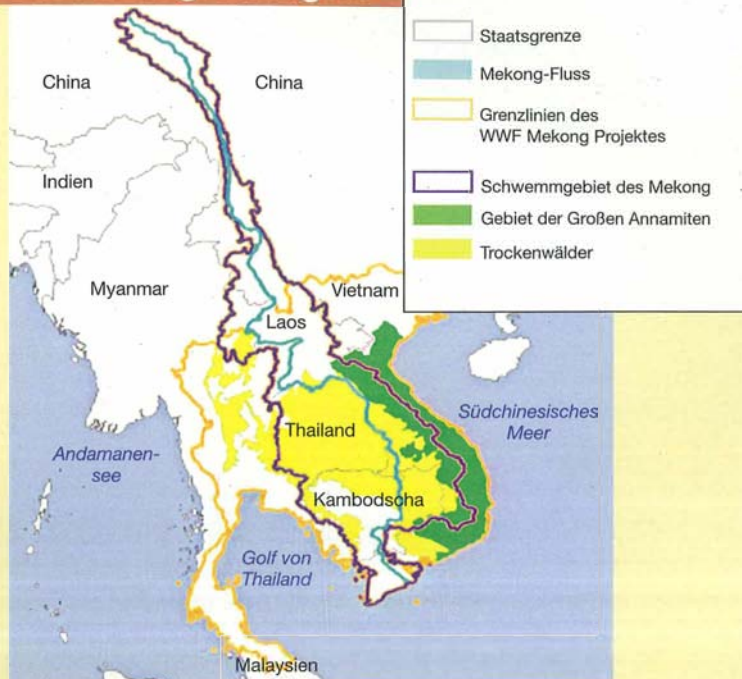 Staatsgrenze
Mekong-Fluss
Grenzlinien des
WWF Mekong Projektes
Schwemmgebiet des Mekong
Gebiet der Großen Annamiten
Trockenwälder
China
China
Indien
Myanmar
Vietnam
Laos
Südchinesisches
Meer
Thailand
Andamanen-
see
Kambodscha
Golf von
Thailand
Malaysien